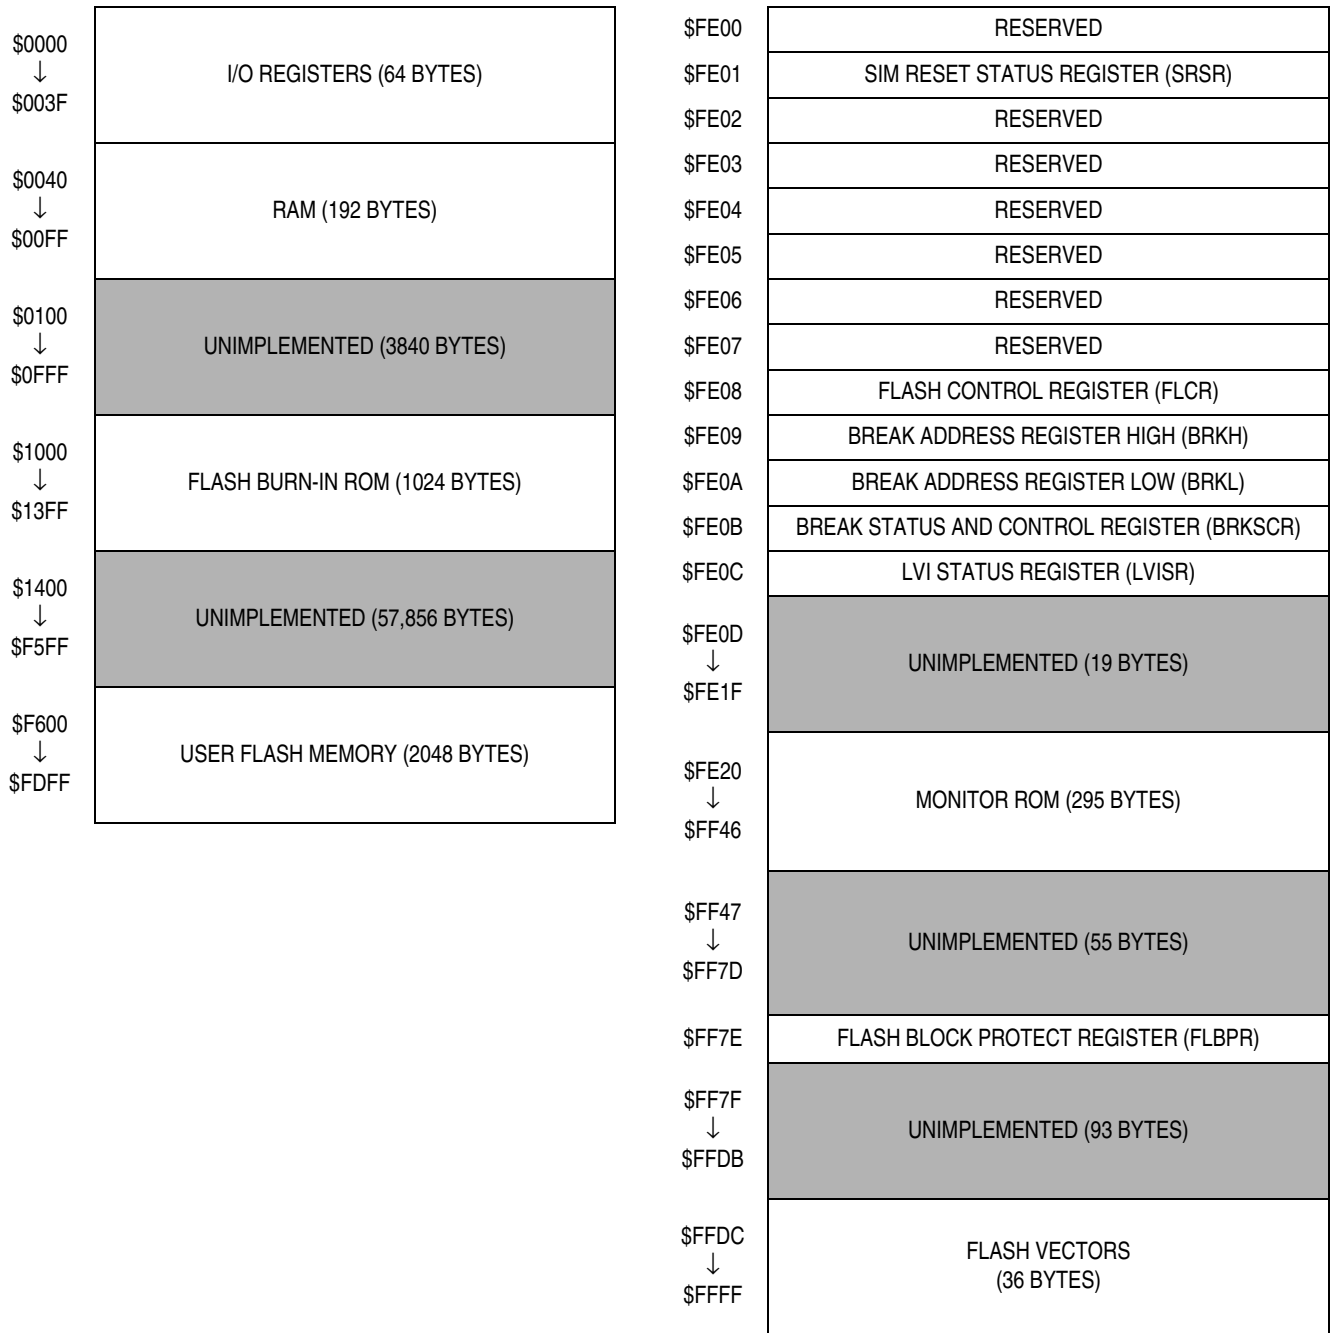 $0000
↓
$003F
I/O REGISTERS (64 BYTES)
$0040
↓
$00FF
RAM (192 BYTES)
$0100
↓
$0FFF
UNIMPLEMENTED (3840 BYTES)
$1000
↓
$13FF
FLASH BURN-IN ROM (1024 BYTES)
$1400
↓
$F5FF
UNIMPLEMENTED (57,856 BYTES)
$F600
↓
$FDFF
USER FLASH MEMORY (2048 BYTES)
$FE00 RESERVED
$FE01 SIM RESET STATUS REGISTER (SRSR)
$FE02 RESERVED
$FE03 RESERVED
$FE04 RESERVED
$FE05 RESERVED
$FE06 RESERVED
$FE07 RESERVED
$FE08 FLASH CONTROL REGISTER (FLCR)
$FE09 BREAK ADDRESS REGISTER HIGH (BRKH)
$FE0A BREAK ADDRESS REGISTER LOW (BRKL)
$FE0B BREAK STATUS AND CONTROL REGISTER (BRKSCR)
$FE0C LVI STATUS REGISTER (LVISR)
$FE0D
↓
$FE1F
UNIMPLEMENTED (19 BYTES)
$FE20
↓
$FF46
MONITOR ROM (295 BYTES)
$FF47
↓
$FF7D
UNIMPLEMENTED (55 BYTES)
$FF7E FLASH BLOCK PROTECT REGISTER (FLBPR)
$FF7F
↓
$FFDB
UNIMPLEMENTED (93 BYTES)
$FFDC
↓
$FFFF
FLASH VECTORS
(36 BYTES)